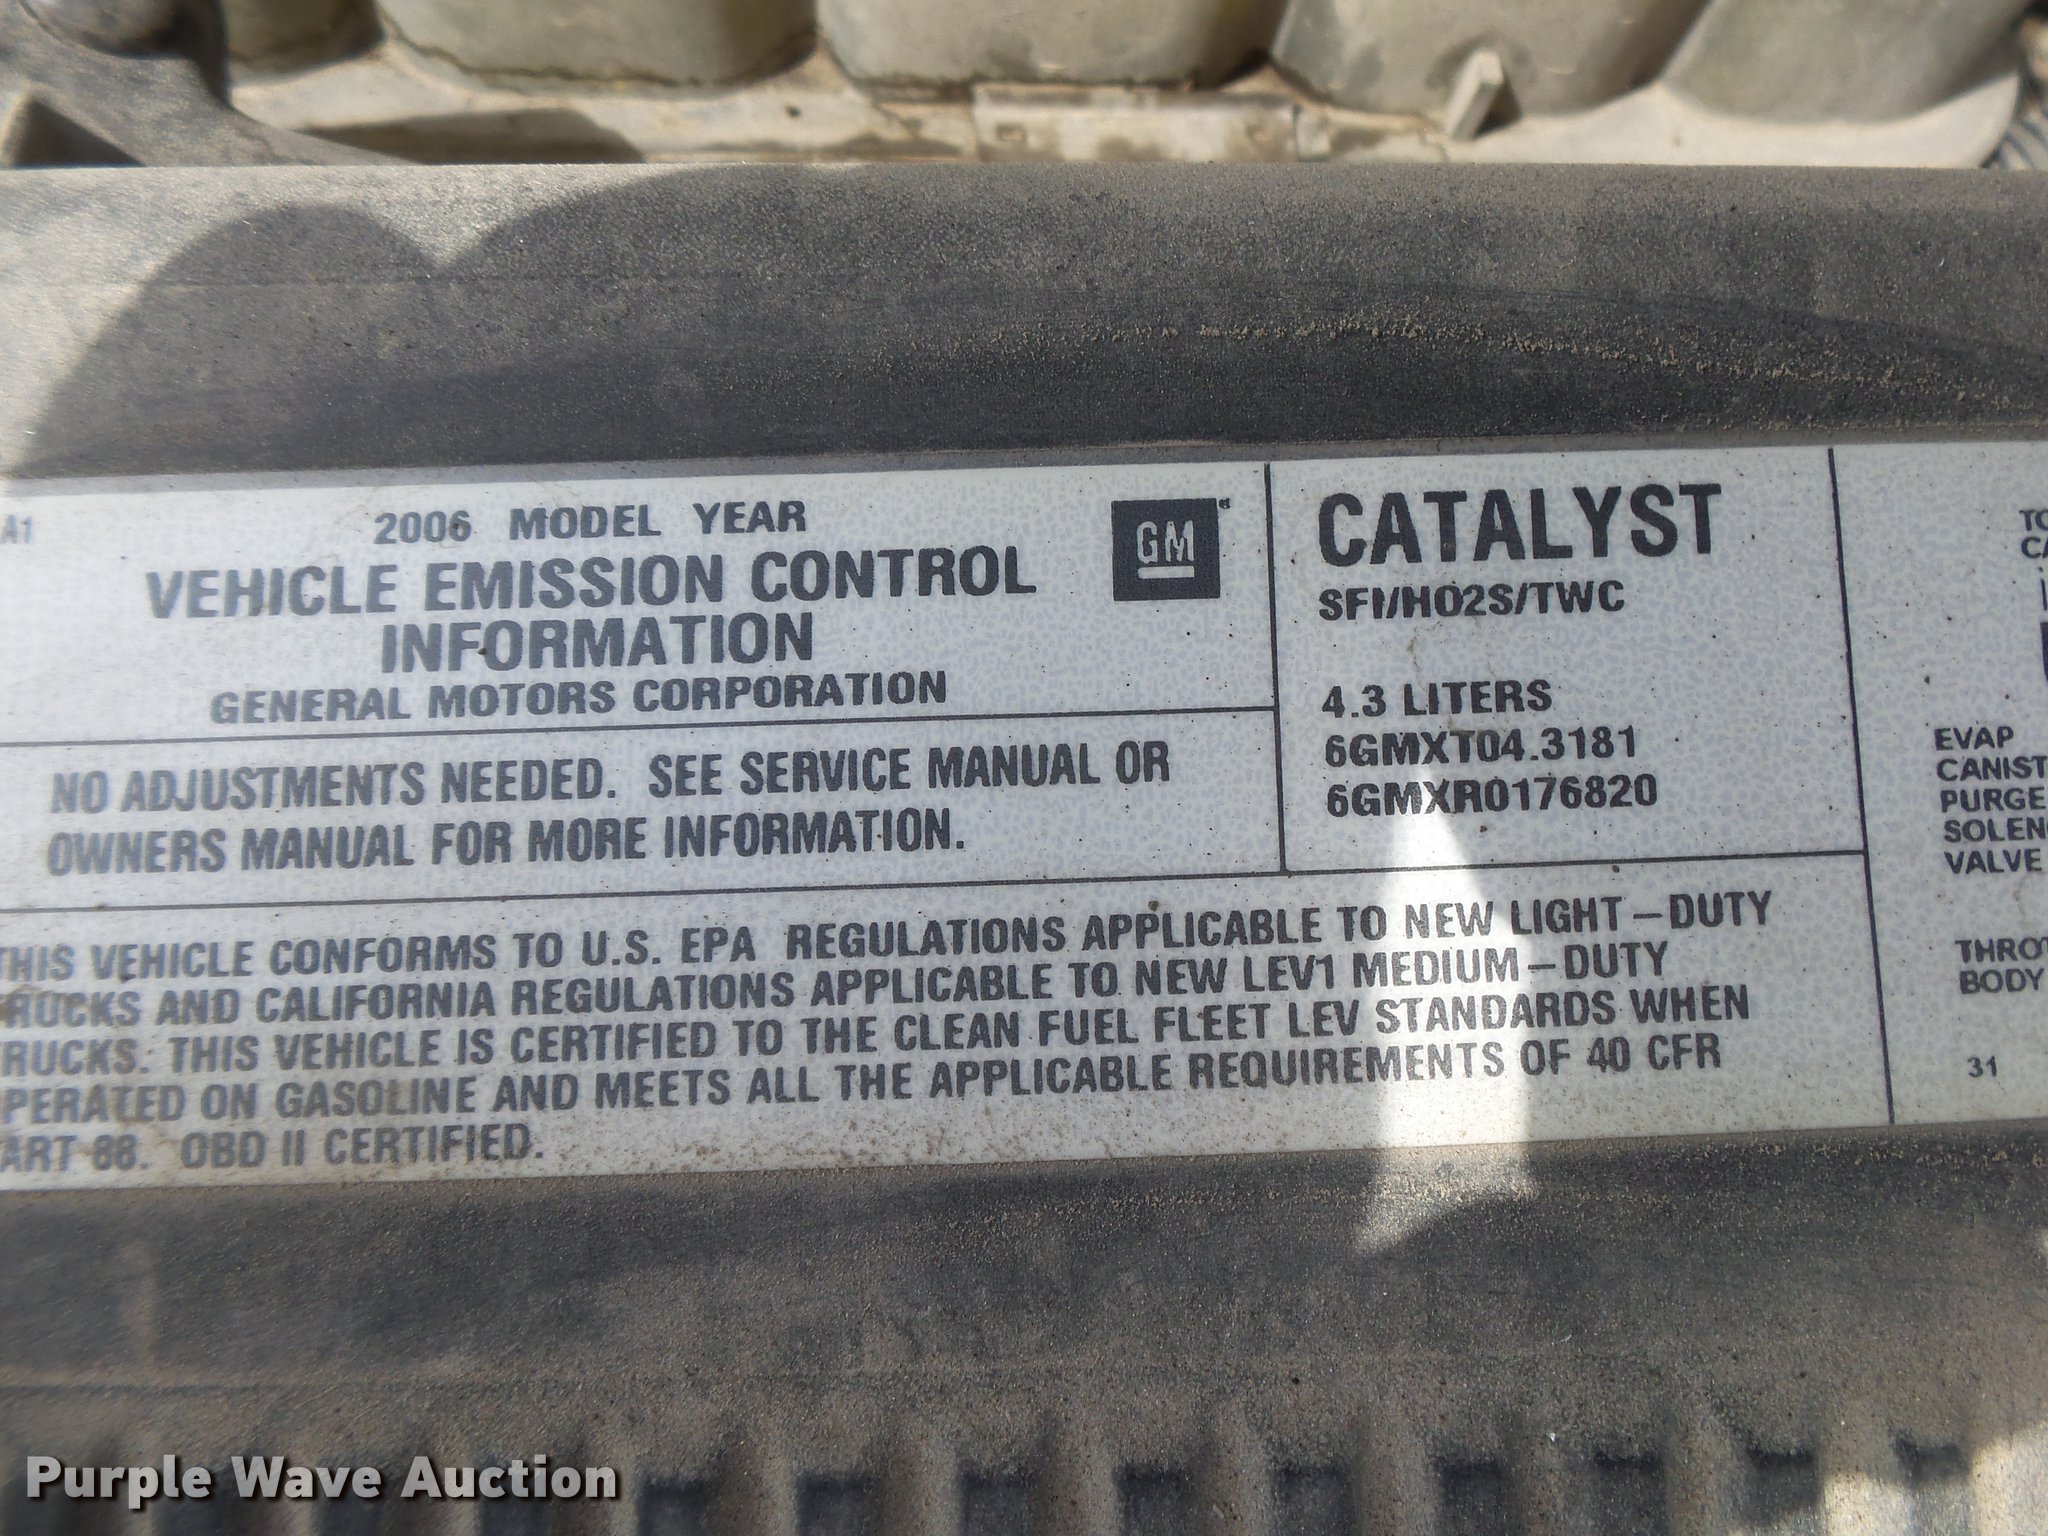 A1
2006 MODEL YEAR
VEHICLE EMISSION CONTROL
INFORMATION
GENERAL MOTORS CORPORATION
GM
NO ADJUSTMENTS NEEDED. SEE SERVICE MANUAL OR
OWNERS MANUAL FOR MORE INFORMATION.
CATALYST
SFI/HO2S/TWC
4.3 LITERS
6GMXT04.3181
6GMXR0176820
THIS VEHICLE CONFORMS TO U.S. EPA REGULATIONS APPLICABLE TO NEW LIGHT-DUTY
RUCKS AND CALIFORNIA REGULATIONS APPLICABLE TO NEW LEV1 MEDIUM-DUTY
RUCKS. THIS VEHICLE IS CERTIFIED TO THE CLEAN FUEL FLEET LEV STANDARDS WHEN
PERATED ON GASOLINE AND MEETS ALL THE APPLICABLE REQUIREMENTS OF 40 CFR
ART 88. OBD II CERTIFIED.
TO
CA
EVAP
CANIST
PURGE
SOLEN
VALVE
THROT
BODY
31
Purple Wave Auction